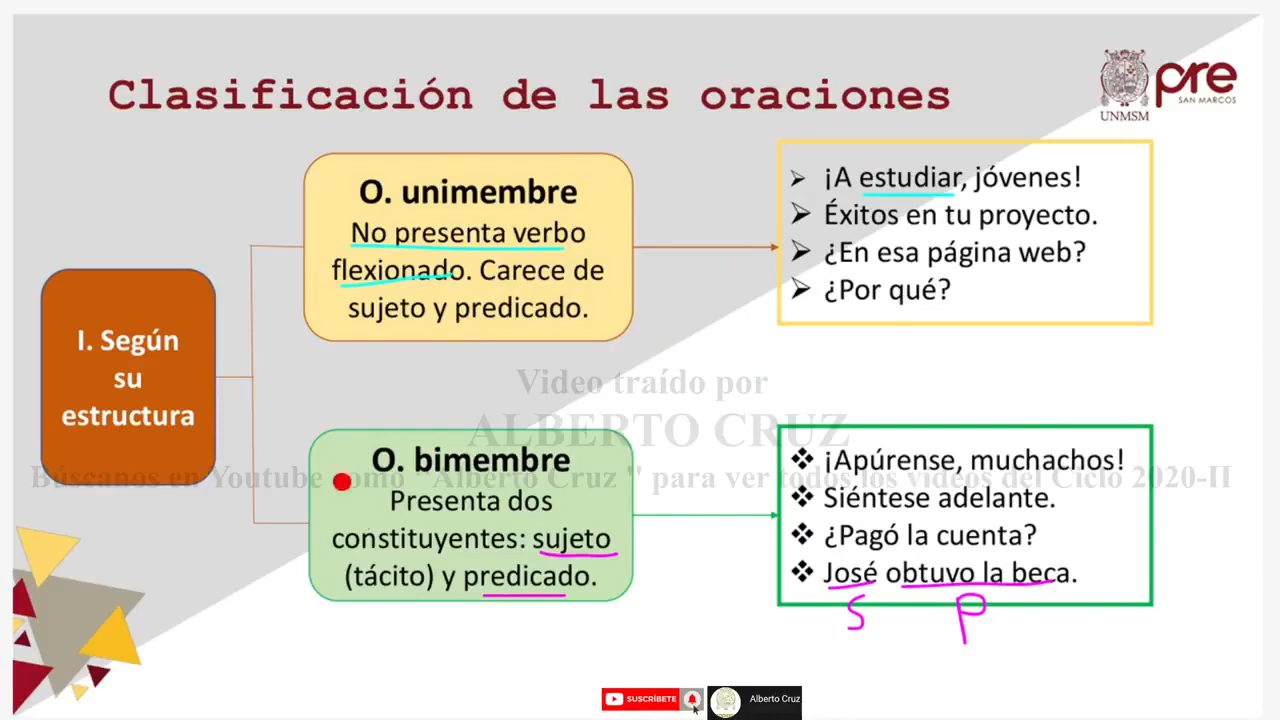 Clasificación de las oraciones
UNMSM
pre
SAN MARCOS
I. Según
su
estructura
O. unimembre
No presenta verbo
flexionado. Carece de
sujeto y predicado.
¡A estudiar, jóvenes!
Éxitos en tu proyecto.
¿En esa página web?
¿Por qué?
Video traído por
ALBERTO CRUZ
Búscanos en Youtube como " Alberto Cruz " para ver todos los videos del Ciclo 2020-II
O. bimembre
Presenta dos
constituyentes: sujeto
(tácito) y predicado.
¡Apúrense, muchachos!
Siéntese adelante.
¿Pagó la cuenta?
José obtuvo la beca.
S P
SUSCRÍBETE
Alberto Cruz